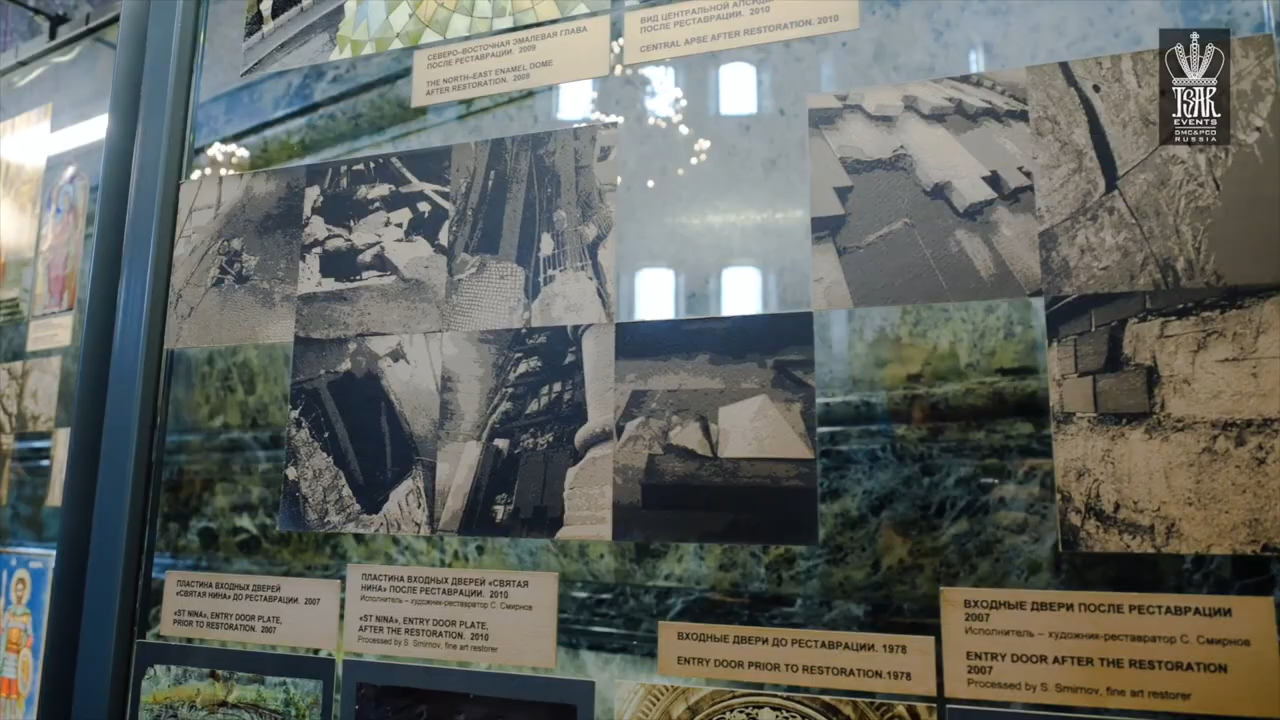 СЕВЕРО-ВОСТОЧНАЯ ЭМАЛЕВАЯ ГЛАВА
ПОСЛЕ РЕСТАВРАЦИИ. 2009
THE NORTH-EAST ENAMEL DOME
AFTER RESTORATION. 2008
ВИД ЦЕНТРАЛЬНОЙ АПСИДЫ
ПОСЛЕ РЕСТАВРАЦИИ. 2010
CENTRAL APSE AFTER RESTORATION. 2010
TSAR
EVENTS
DMC&PCO
RUSSIA
ПЛАСТИНА ВХОДНЫХ ДВЕРЕЙ
«СВЯТАЯ НИНА» ДО РЕСТАВРАЦИИ. 2007
«ST NINA», ENTRY DOOR PLATE,
PRIOR TO RESTORATION. 2007
ПЛАСТИНА ВХОДНЫХ ДВЕРЕЙ «СВЯТАЯ
НИНА» ПОСЛЕ РЕСТАВРАЦИИ. 2010
Исполнитель – художник-реставратор С. Смирнов
«ST NINA», ENTRY DOOR PLATE,
AFTER THE RESTORATION. 2010
Processed by S. Smirnov, fine art restorer
ВХОДНЫЕ ДВЕРИ ДО РЕСТАВРАЦИИ. 1978
ENTRY DOOR PRIOR TO RESTORATION.1978
ВХОДНЫЕ ДВЕРИ ПОСЛЕ РЕСТАВРАЦИИ
2007
Исполнитель – художник-реставратор С. Смирнов
ENTRY DOOR AFTER THE RESTORATION
2007
Processed by S. Smirnov, fine art restorer